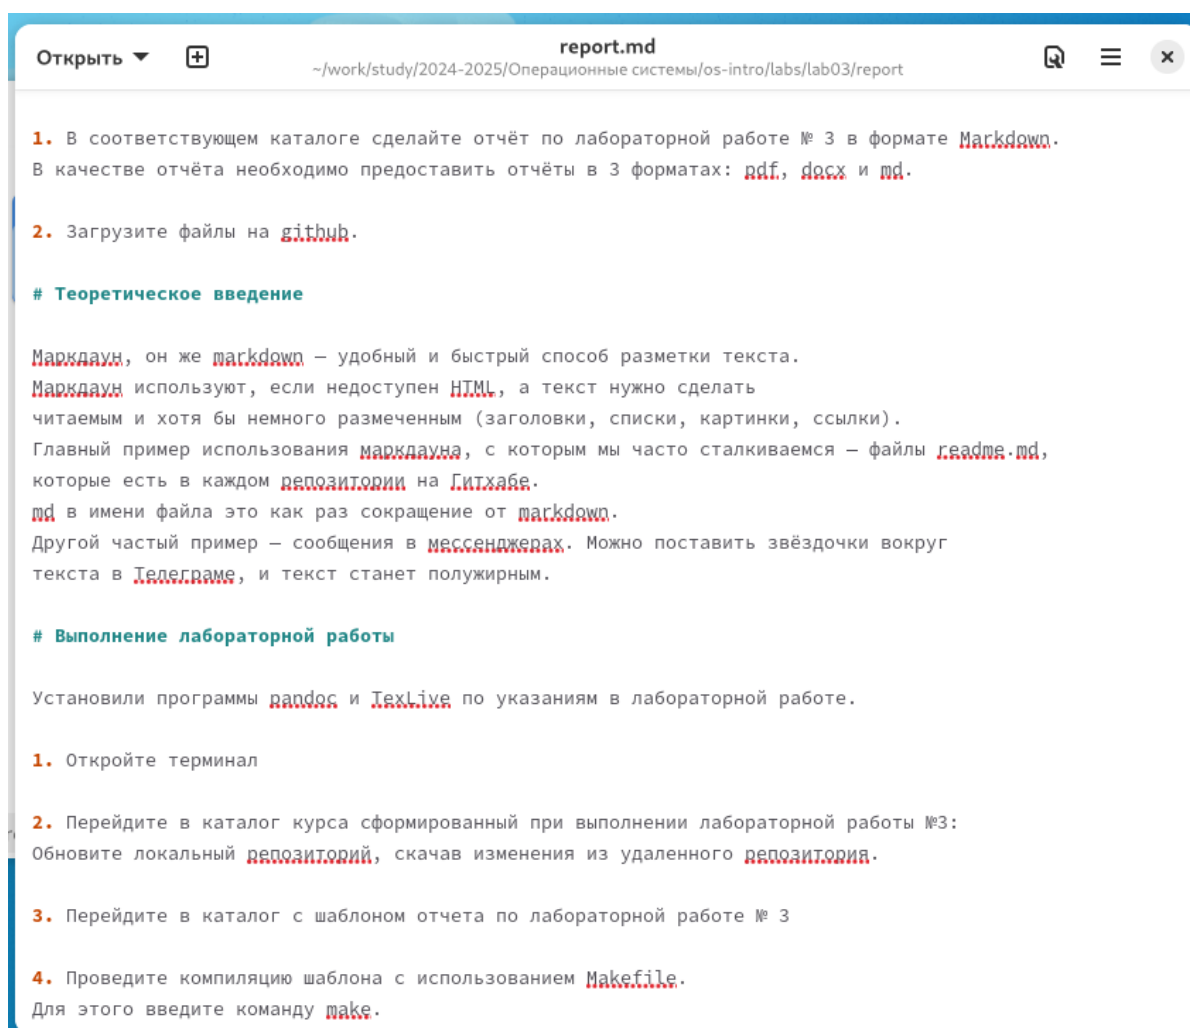 Открыть
report.md
~/work/study/2024-2025/Операционные системы/os-intro/labs/lab03/report
1. В соответствующем каталоге сделайте отчёт по лабораторной работе № 3 в формате Markdown.
В качестве отчёта необходимо предоставить отчёты в 3 форматах: pdf, docx и md.
2. Загрузите файлы на github.
# Теоретическое введение
Маркдаун, он же markdown — удобный и быстрый способ разметки текста.
Маркдаун используют, если недоступен HTML, а текст нужно сделать
читаемым и хотя бы немного размеченным (заголовки, списки, картинки, ссылки).
Главный пример использования маркдауна, с которым мы часто сталкиваемся — файлы readme.md,
которые есть в каждом репозитории на Гитхабе.
md в имени файла это как раз сокращение от markdown.
Другой частый пример — сообщения в мессенджерах. Можно поставить звёздочки вокруг
текста в Телеграме, и текст станет полужирным.
# Выполнение лабораторной работы
Установили программы pandoc и TexLive по указаниям в лабораторной работе.
1. Откройте терминал
2. Перейдите в каталог курса сформированный при выполнении лабораторной работы №3:
Обновите локальный репозиторий, скачав изменения из удаленного репозитория.
3. Перейдите в каталог с шаблоном отчета по лабораторной работе № 3
4. Проведите компиляцию шаблона с использованием Makefile.
Для этого введите команду make.